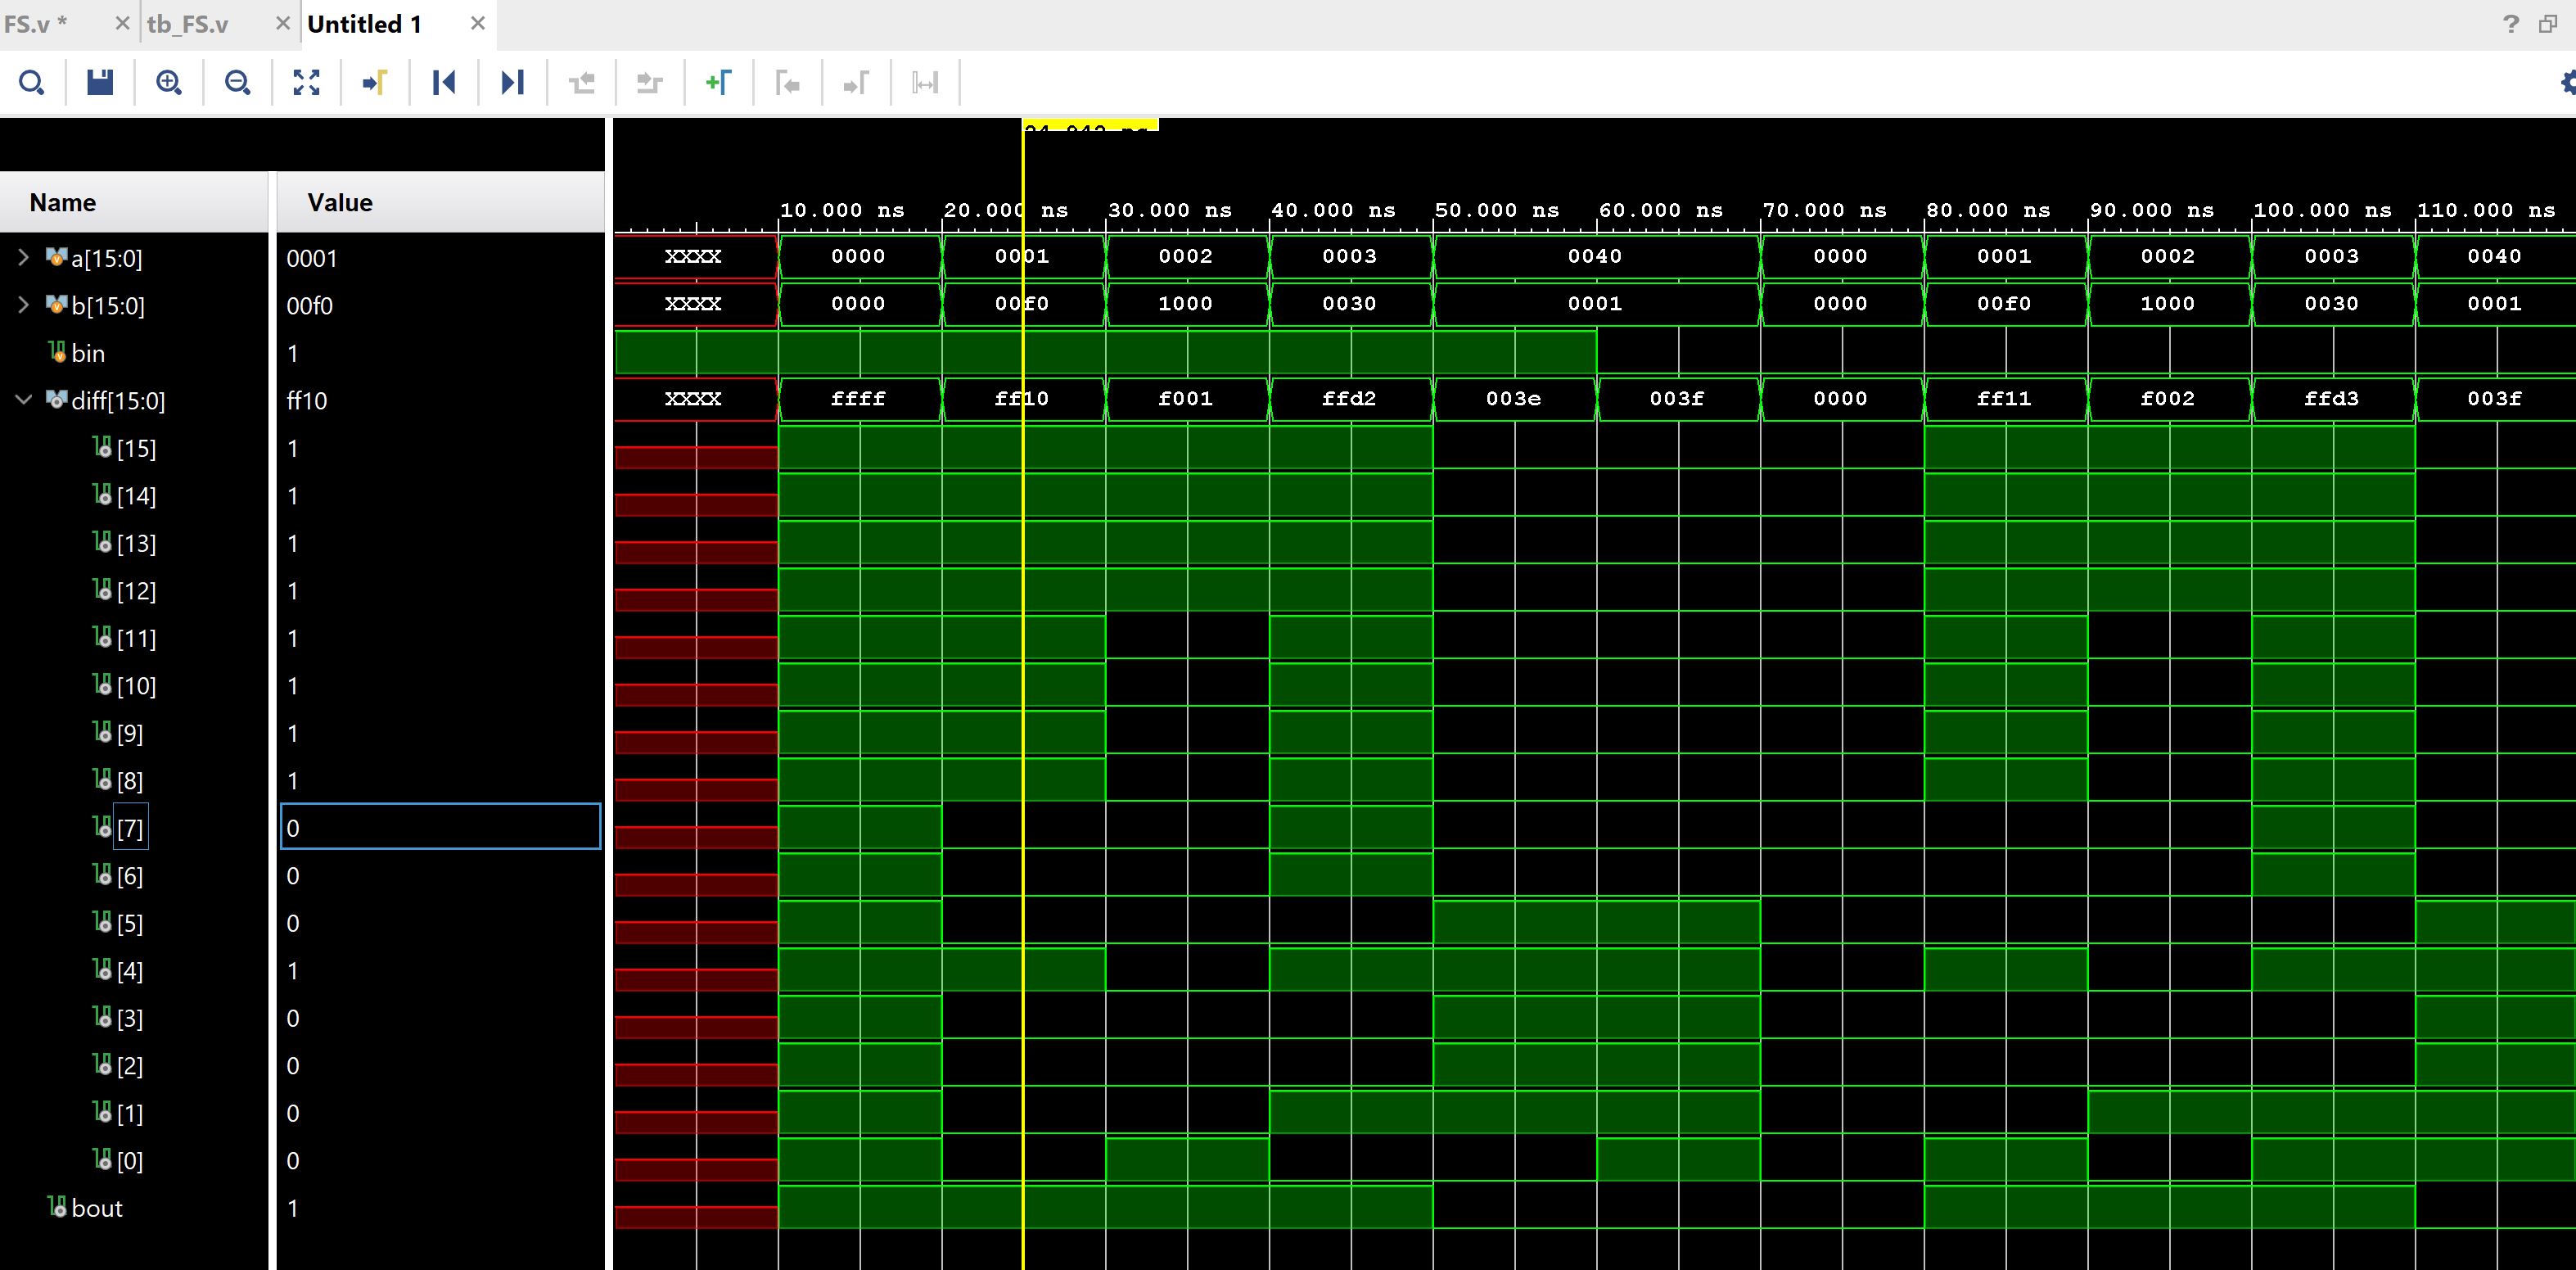 FS.v * tb_FS.v Untitled 1
?
Name Value
10.000 ns 20.000 ns 30.000 ns 40.000 ns 50.000 ns 60.000 ns 70.000 ns 80.000 ns 90.000 ns 100.000 ns 110.000 ns
a[15:0] 0001 XXXX 0000 0001 0002 0003 0040 0000 0001 0002 0003 0040
b[15:0] 00f0 XXXX 0000 00f0 1000 0030 0001 0000 00f0 1000 0030 0001
bin 1
diff[15:0] ff10 XXXX ffff ff10 f001 ffd2 003e 003f 0000 ff11 f002 ffd3 003f
[15] 1
[14] 1
[13] 1
[12] 1
[11] 1
[10] 1
[9] 1
[8] 1
[7] 0
[6] 0
[5] 0
[4] 1
[3] 0
[2] 0
[1] 0
[0] 0
bout 1